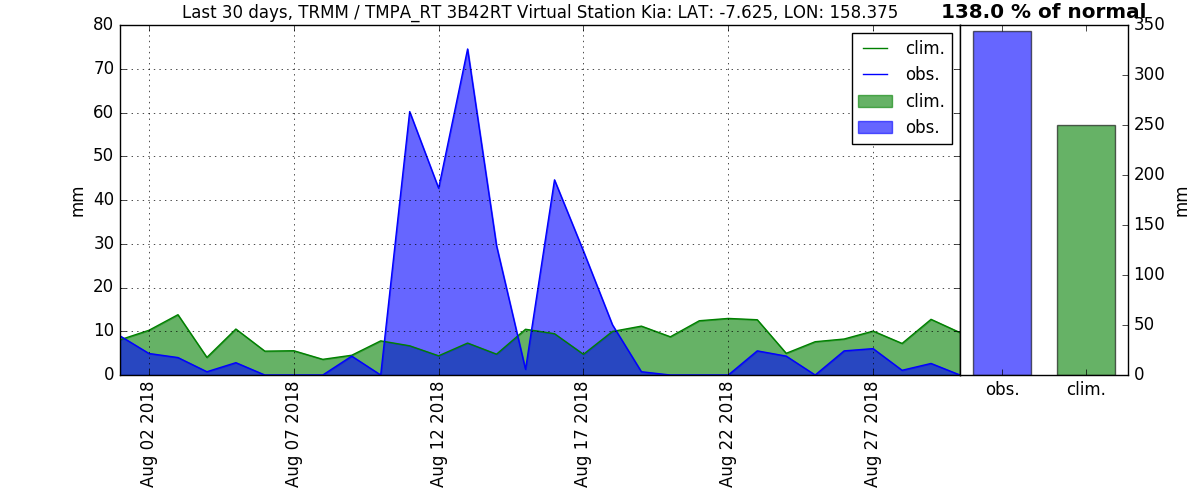 Last 30 days, TRMM / TMPA_RT 3B42RT Virtual Station Kia: LAT: -7.625, LON: 158.375
138.0 % of normal
80
70
60
50
40
30
20
10
0
mm
clim.
obs.
clim.
obs.
350
300
250
200
150
100
50
0
mm
obs.
clim.
Aug 02 2018
Aug 07 2018
Aug 12 2018
Aug 17 2018
Aug 22 2018
Aug 27 2018